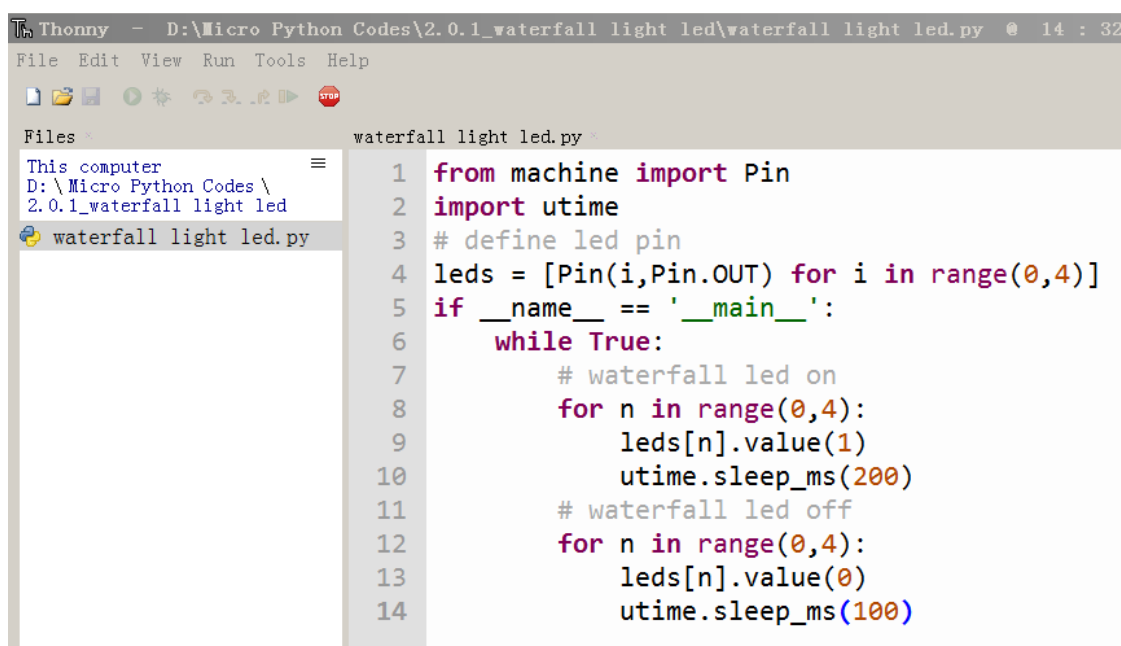 Thonny - D:\Micro Python Codes\2.0.1_waterfall light led\waterfall light led.py @ 14 : 32
File Edit View Run Tools Help
STOP
Files ×
This computer
D: \ Micro Python Codes \
2.0.1_waterfall light led
waterfall light led.py
waterfall light led.py ×
1 from machine import Pin
2 import utime
3 # define led pin
4 leds = [Pin(i,Pin.OUT) for i in range(0,4)]
5 if __name__ == '__main__':
6     while True:
7         # waterfall led on
8         for n in range(0,4):
9             leds[n].value(1)
10             utime.sleep_ms(200)
11         # waterfall led off
12         for n in range(0,4):
13             leds[n].value(0)
14             utime.sleep_ms(100)